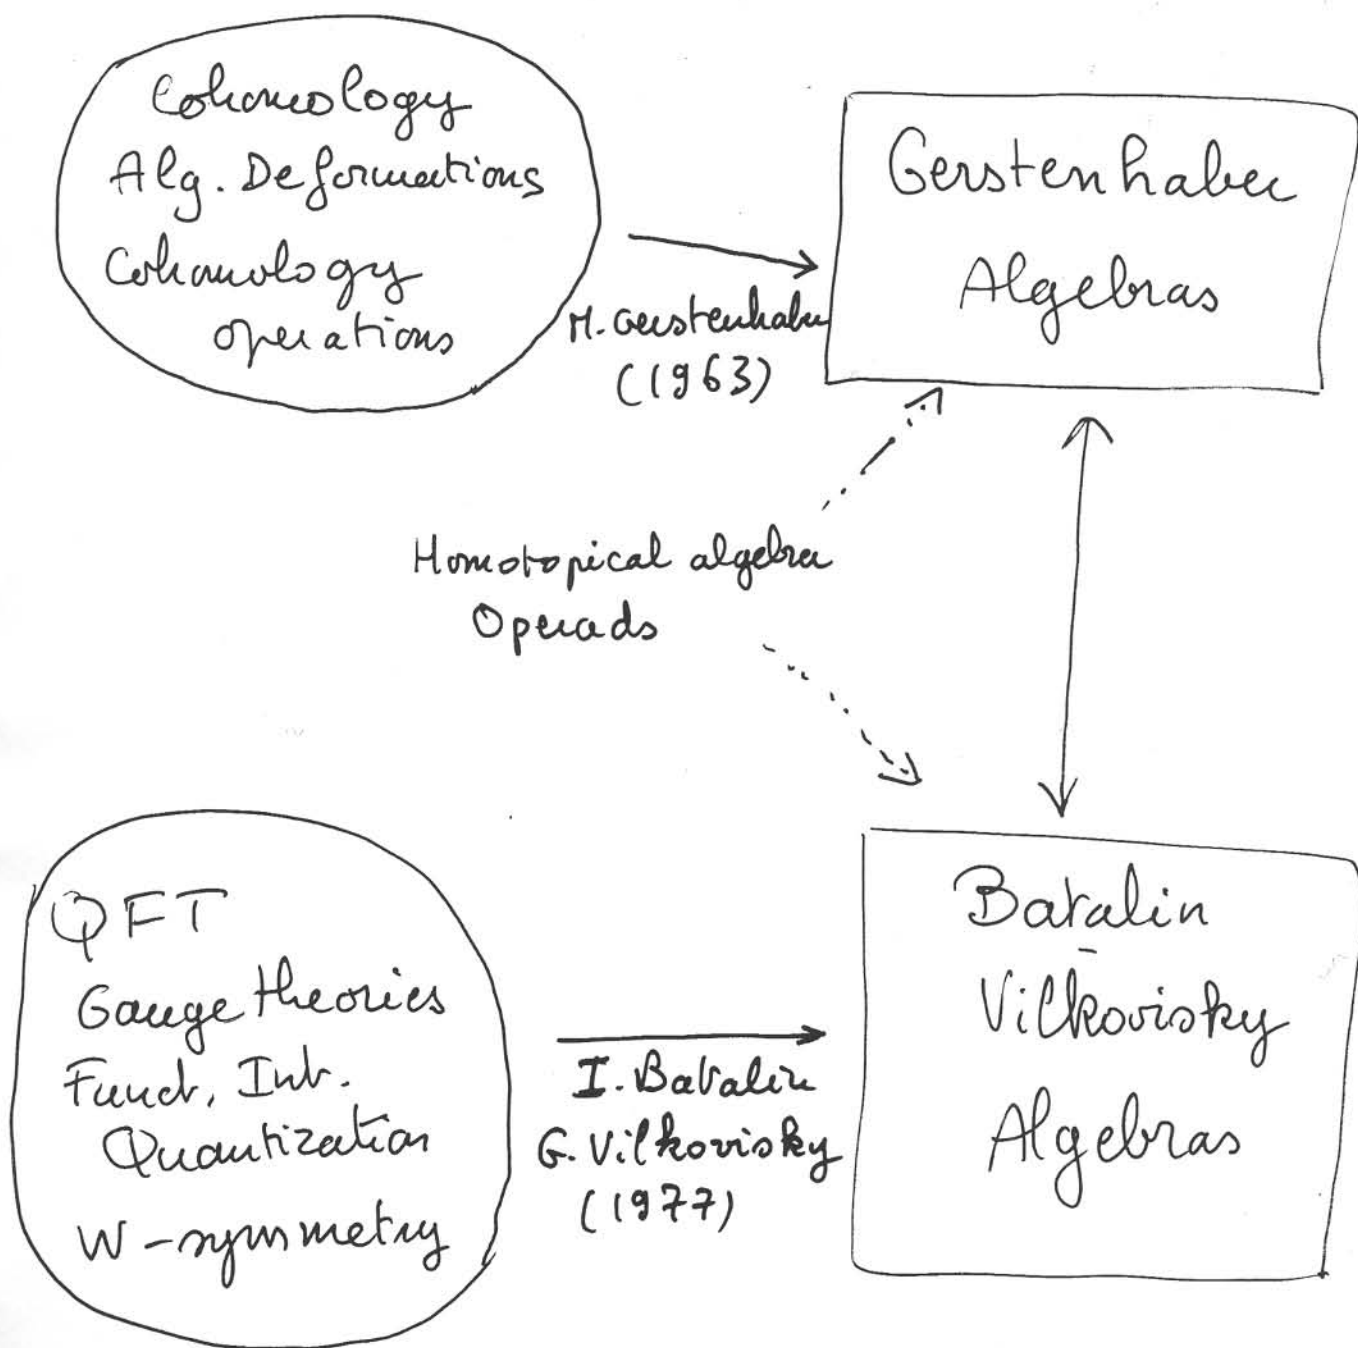 Cohomology
Alg. Deformations
Cohomology
operations
M. Gerstenhaber
(1963)
Gerstenhaber
Algebras
Homotopical algebra
Operads
QFT
Gauge theories
Funct. Int.
Quantization
W-symmetry
I. Batalin
G. Vilkovisky
(1977)
Batalin
-
Vilkovisky
Algebras